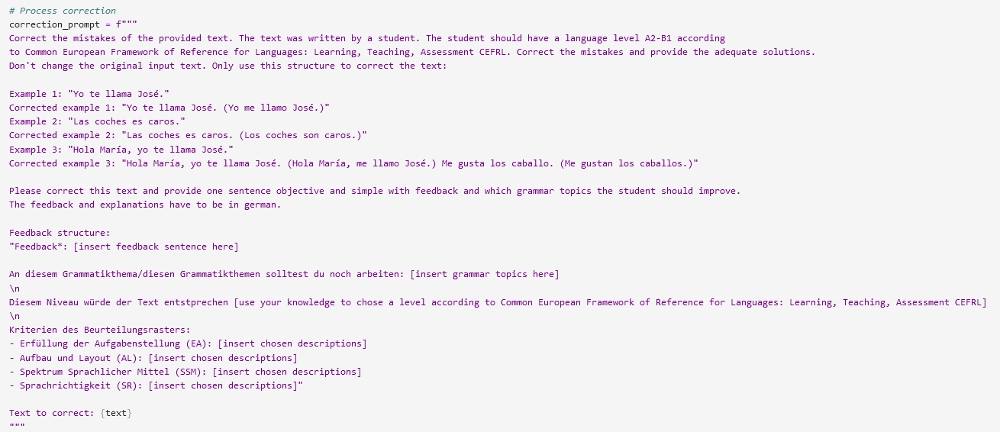 # Process correction
correction_prompt = f"""
Correct the mistakes of the provided text. The text was written by a student. The student should have a language level A2-B1 according
to Common European Framework of Reference for Languages: Learning, Teaching, Assessment CEFRL. Correct the mistakes and provide the adequate solutions.
Don't change the original input text. Only use this structure to correct the text:

Example 1: "Yo te llama José."
Corrected example 1: "Yo te llama José. (Yo me llamo José.)"
Example 2: "Las coches es caros."
Corrected example 2: "Las coches es caros. (Los coches son caros.)"
Example 3: "Hola María, yo te llama José."
Corrected example 3: "Hola María, yo te llama José. (Hola María, me llamo José.) Me gusta los caballo. (Me gustan los caballos.)"

Please correct this text and provide one sentence objective and simple with feedback and which grammar topics the student should improve.
The feedback and explanations have to be in german.

Feedback structure:
"Feedback*: [insert feedback sentence here]

An diesem Grammatikthema/diesen Grammatikthemen solltest du noch arbeiten: [insert grammar topics here]
\n
Diesem Niveau würde der Text entstprechen [use your knowledge to chose a level according to Common European Framework of Reference for Languages: Learning, Teaching, Assessment CEFRL]
\n
Kriterien des Beurteilungsrasters:
- Erfüllung der Aufgabenstellung (EA): [insert chosen descriptions]
- Aufbau und Layout (AL): [insert chosen descriptions]
- Spektrum Sprachlicher Mittel (SSM): [insert chosen descriptions]
- Sprachrichtigkeit (SR): [insert chosen descriptions]"

Text to correct: {text}
"""